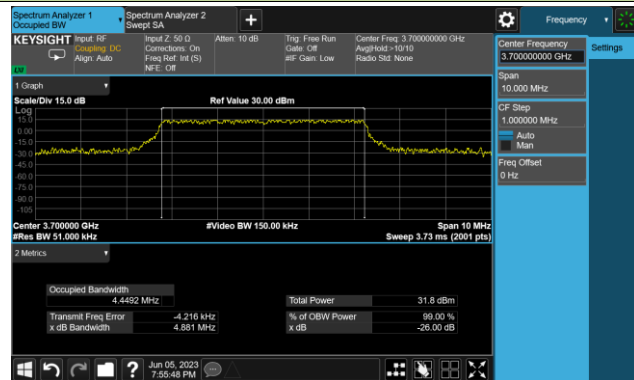 Spectrum Analyzer 1
Occupied BW
Spectrum Analyzer 2
Swept SA
Frequency
KEYSIGHT
Input: RF
Coupling: DC
Align: Auto
Input Z: 50 Ω
Corrections: On
Freq Ref: Int (S)
NFE: Off
Atten: 10 dB
Trig: Free Run
Gate: Off
#IF Gain: Low
Center Freq: 3.700000000 GHz
Avg|Hold:>10/10
Radio Std: None
Center Frequency
3.700000000 GHz
Settings
Span
10.000 MHz
CF Step
1.000000 MHz
Auto
Man
Freq Offset
0 Hz
1 Graph
Scale/Div 15.0 dB
Ref Value 30.00 dBm
Log
15.0
0.00
-15.0
-30.0
-45.0
-60.0
-75.0
-90.0
-105
Center 3.70000 GHz
#Video BW 150.00 kHz
Span 10 MHz
#Res BW 51.000 kHz
Sweep 3.73 ms (2001 pts)
2 Metrics
Occupied Bandwidth
4.4492 MHz
Total Power
31.8 dBm
Transmit Freq Error
-4.216 kHz
% of OBW Power
99.00 %
x dB Bandwidth
4.881 MHz
x dB
-26.00 dB
?
Jun 05, 2023
7:55:48 PM